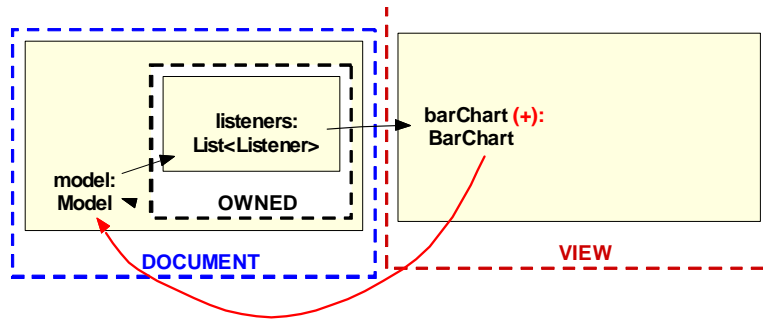 listeners:
List<Listener>
barChart (+):
BarChart
model:
Model
OWNED
DOCUMENT
VIEW